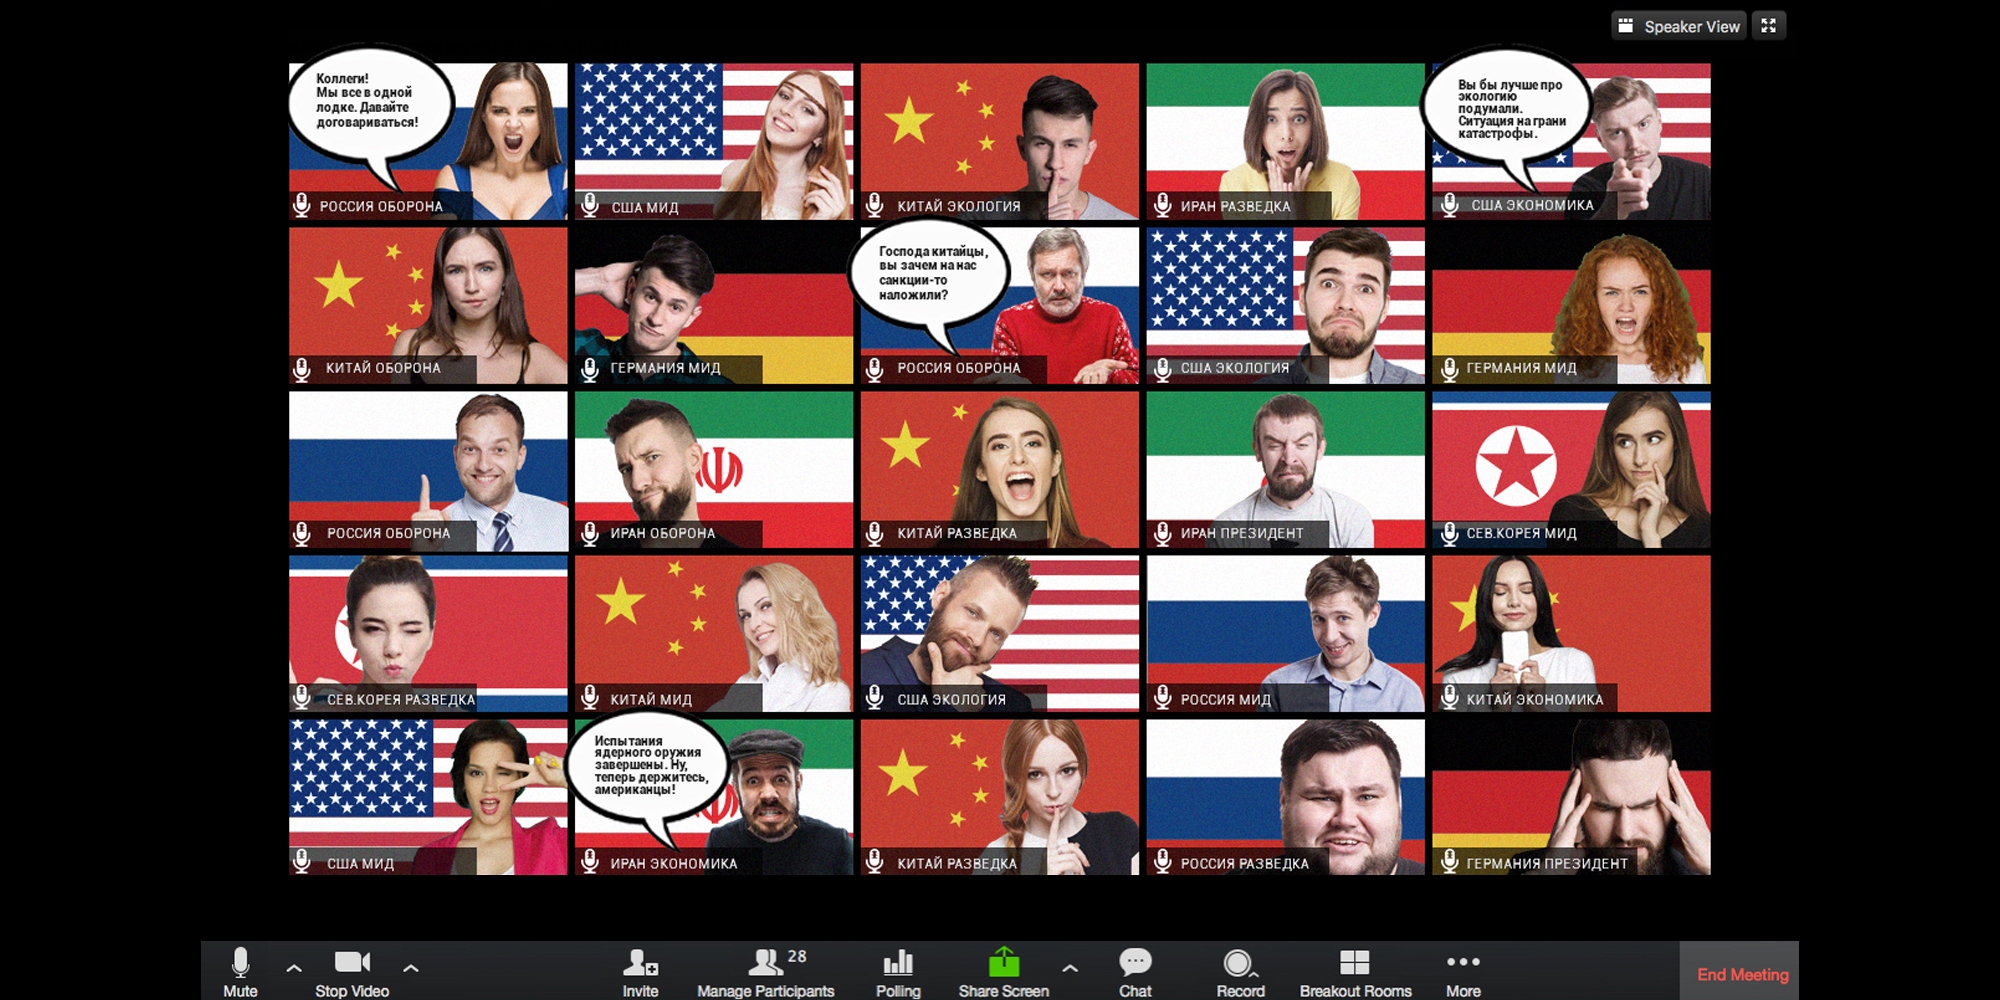 Speaker View
Коллеги!
Мы все в одной
лодке. Давайте
договариваться!
Вы бы лучше про
экологию
подумали.
Ситуация на грани
катастрофы.
РОССИЯ ОБОРОНА
США МИД
КИТАЙ ЭКОЛОГИЯ
ИРАН РАЗВЕДКА
США ЭКОНОМИКА
Господа китайцы,
вы зачем на нас
санкции-то
наложили?
КИТАЙ ОБОРОНА
ГЕРМАНИЯ МИД
РОССИЯ ОБОРОНА
США ЭКОЛОГИЯ
ГЕРМАНИЯ МИД
РОССИЯ ОБОРОНА
ИРАН ОБОРОНА
КИТАЙ РАЗВЕДКА
ИРАН ПРЕЗИДЕНТ
СЕВ.КОРЕЯ МИД
СЕВ.КОРЕЯ РАЗВЕДКА
КИТАЙ МИД
США ЭКОЛОГИЯ
РОССИЯ МИД
КИТАЙ ЭКОНОМИКА
Испытания
ядерного оружия
завершены. Ну,
теперь держитесь,
американцы!
США МИД
ИРАН ЭКОНОМИКА
КИТАЙ РАЗВЕДКА
РОССИЯ РАЗВЕДКА
ГЕРМАНИЯ ПРЕЗИДЕНТ
28
Mute
Stop Video
Invite
Manage Participants
Polling
Share Screen
Chat
Record
Breakout Rooms
More
End Meeting